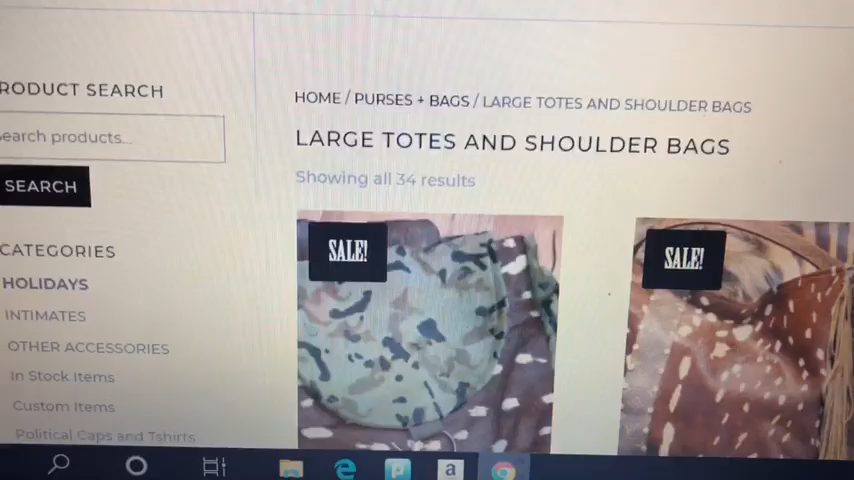 RODUCT SEARCH
HOME / PURSES + BAGS / LARGE TOTES AND SHOULDER BAGS
LARGE TOTES AND SHOULDER BAGS
earch products...
Showing all 34 results
SEARCH
CATEGORIES
HOLIDAYS
INTIMATES
OTHER ACCESSORIES
In Stock Items
Custom Items
Political Caps and Tshirts
SALE!
SALE!
a